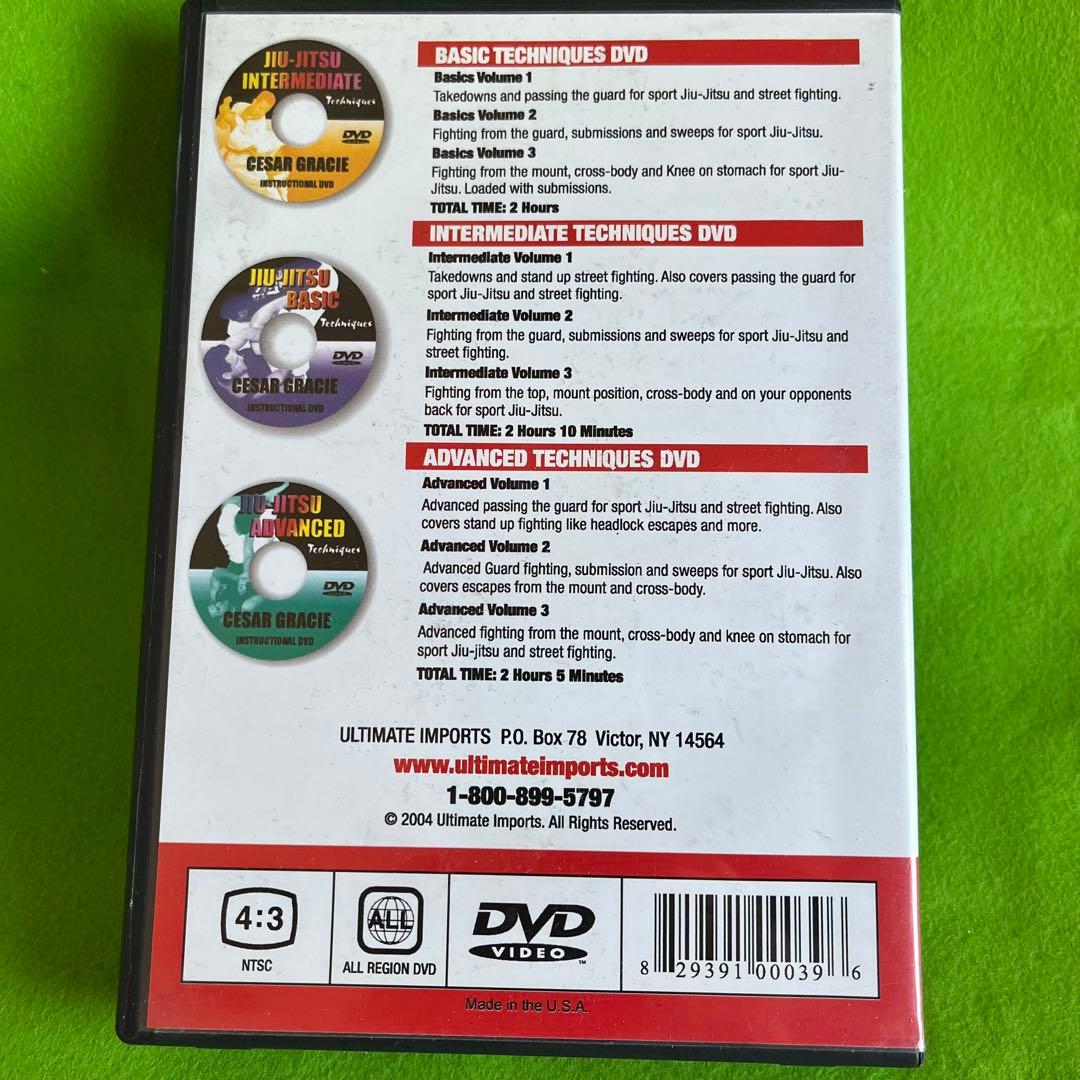 JIU-JITSU
INTERMEDIATE
Techniques
DVD
CESAR GRACIE
INSTRUCTIONAL DVD
BASIC TECHNIQUES DVD
Basics Volume 1
Takedowns and passing the guard for sport Jiu-Jitsu and street fighting.
Basics Volume 2
Fighting from the guard, submissions and sweeps for sport Jiu-Jitsu.
Basics Volume 3
Fighting from the mount, cross-body and Knee on stomach for sport Jiu-
Jitsu. Loaded with submissions.
TOTAL TIME: 2 Hours
JIU-JITSU
BASIC
Techniques
DVD
CESAR GRACIE
INSTRUCTIONAL DVD
INTERMEDIATE TECHNIQUES DVD
Intermediate Volume 1
Takedowns and stand up street fighting. Also covers passing the guard for
sport Jiu-Jitsu and street fighting.
Intermediate Volume 2
Fighting from the guard, submissions and sweeps for sport Jiu-Jitsu and
street fighting.
Intermediate Volume 3
Fighting from the top, mount position, cross-body and on your opponents
back for sport Jiu-Jitsu.
TOTAL TIME: 2 Hours 10 Minutes
JIU-JITSU
ADVANCED
Techniques
DVD
CESAR GRACIE
INSTRUCTIONAL DVD
ADVANCED TECHNIQUES DVD
Advanced Volume 1
Advanced passing the guard for sport Jiu-Jitsu and street fighting. Also
covers stand up fighting like headlock escapes and more.
Advanced Volume 2
Advanced Guard fighting, submission and sweeps for sport Jiu-Jitsu. Also
covers escapes from the mount and cross-body.
Advanced Volume 3
Advanced fighting from the mount, cross-body and knee on stomach for
sport Jiu-jitsu and street fighting.
TOTAL TIME: 2 Hours 5 Minutes
ULTIMATE IMPORTS P.O. Box 78 Victor, NY 14564
www.ultimateimports.com
1-800-899-5797
© 2004 Ultimate Imports. All Rights Reserved.
4:3
NTSC
ALL
ALL REGION DVD
DVD
VIDEO
™
8 29391 00039 6
Made in the U.S.A.